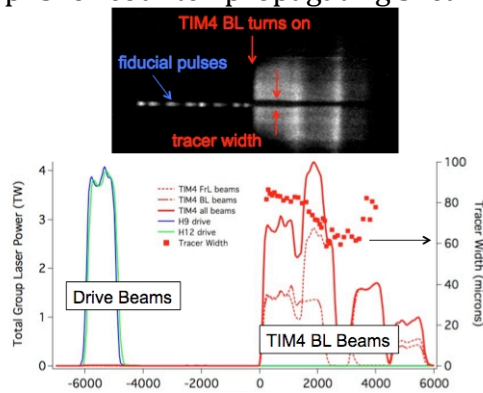 TIM4 BL turns on
fiducial pulses
tracer width
Total Group Laser Power (TW)
4
3
2
1
0
TIM4 FrL beams
TIM4 BL beams
TIM4 all beams
H9 drive
H12 drive
Tracer Width
Drive Beams
TIM4 BL Beams
100
80
60
40
20
0
Tracer Width (microns)
-6000
-4000
-2000
0
2000
4000
6000